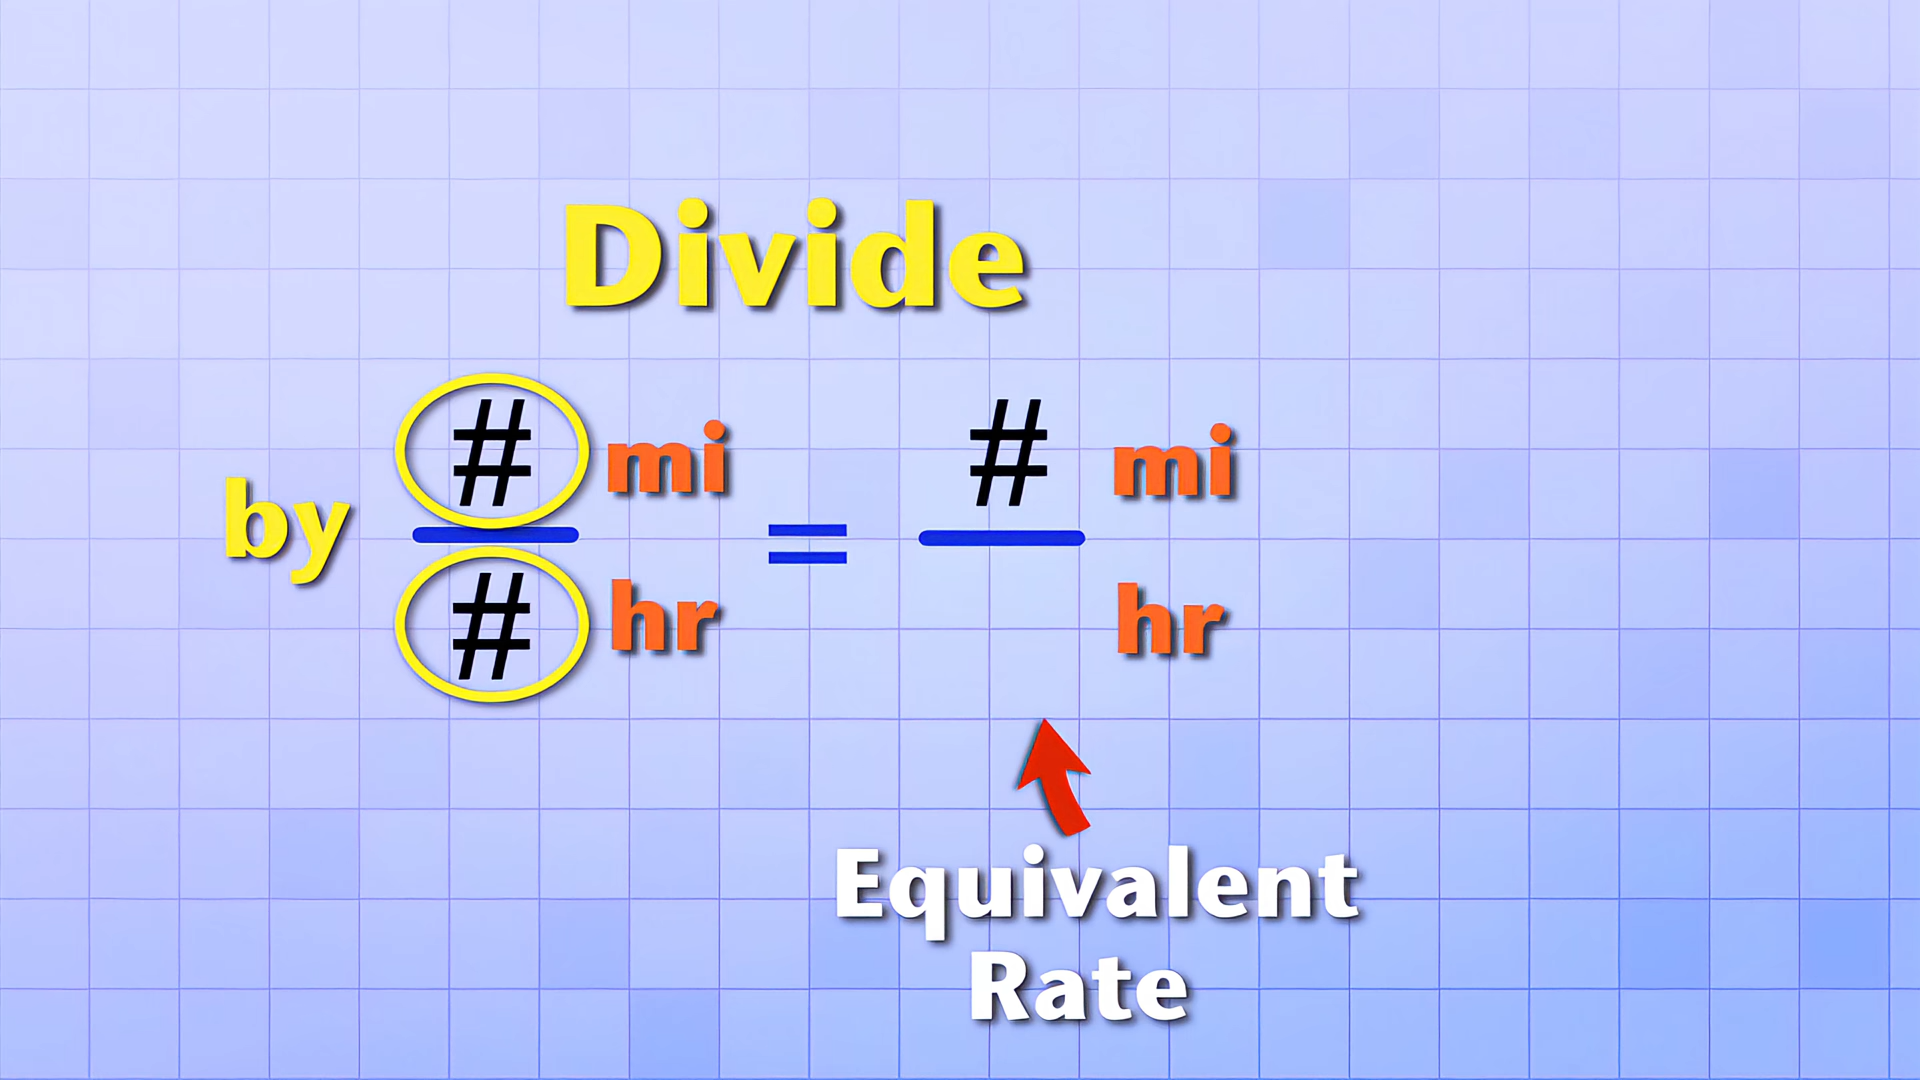 Divide
by # mi = # mi
# hr hr
Equivalent
Rate